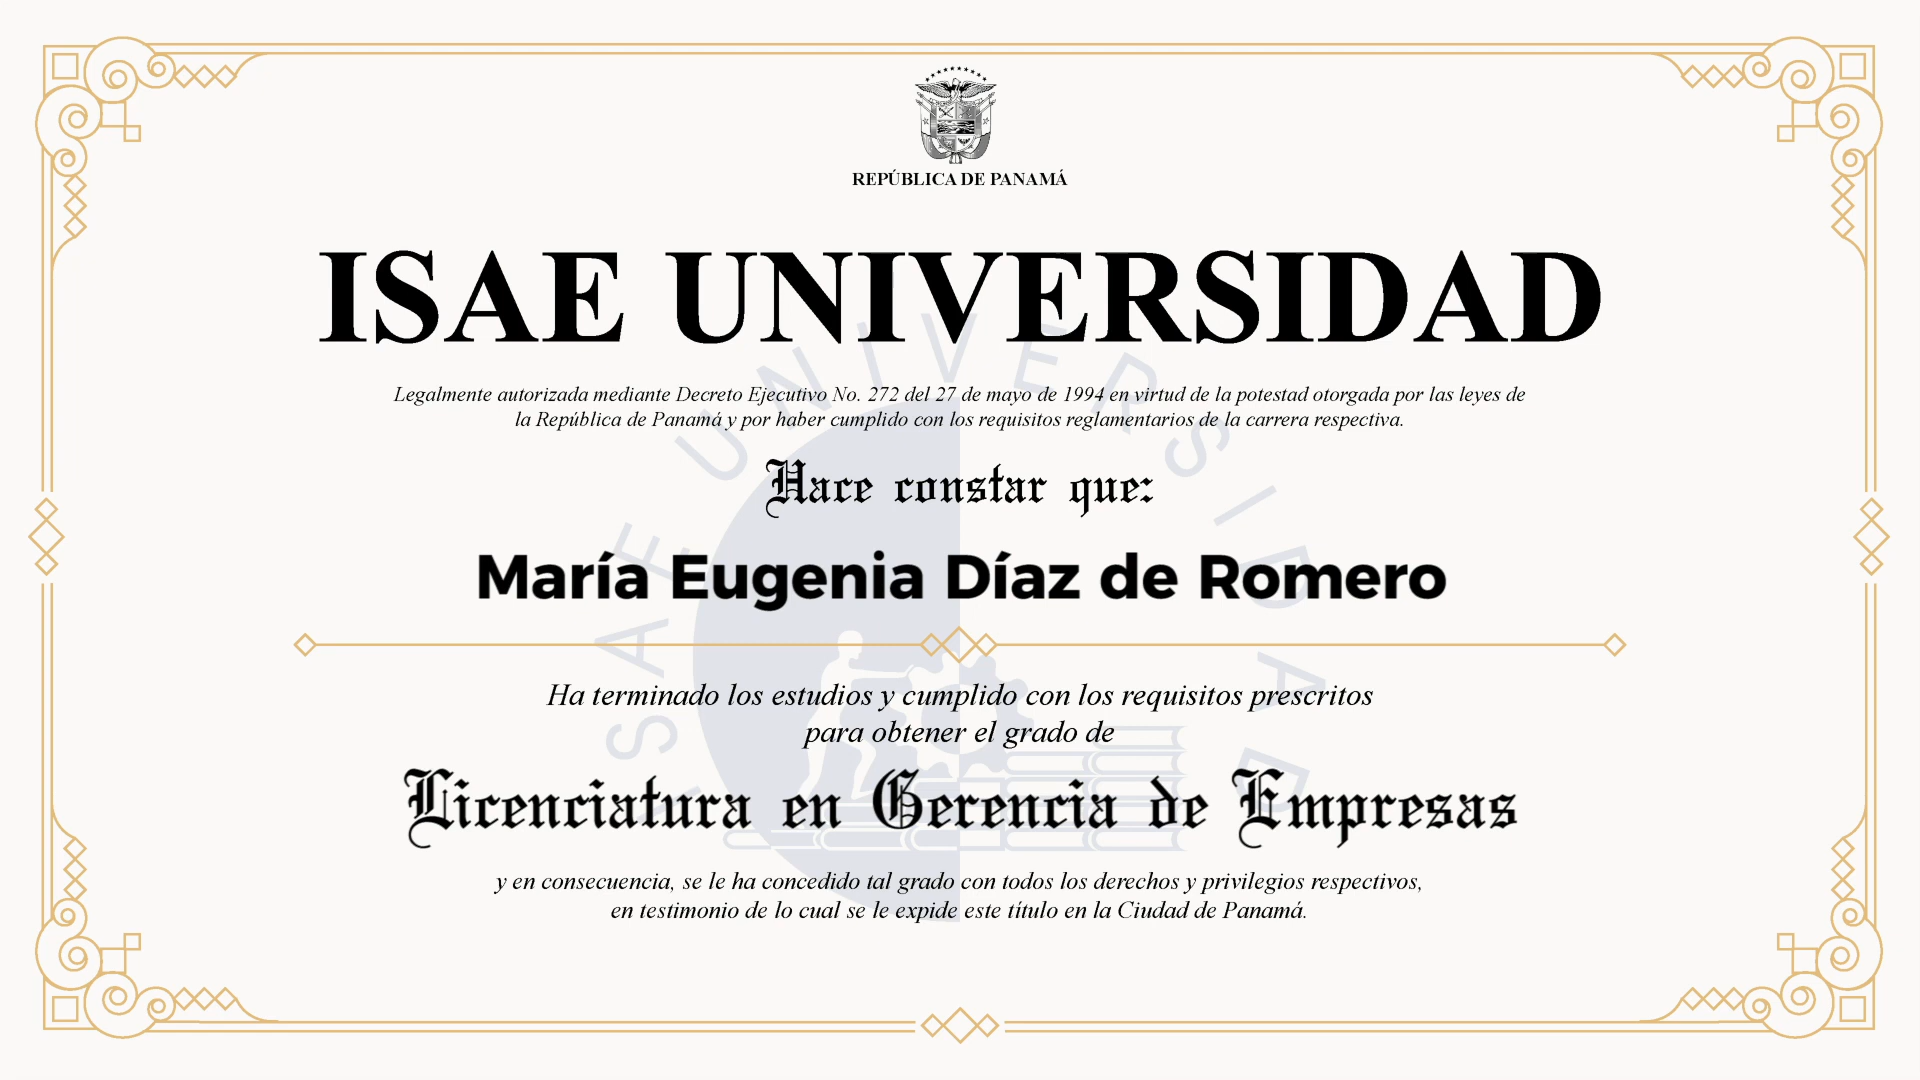 REPÚBLICA DE PANAMÁ
ISAE UNIVERSIDAD
Legalmente autorizada mediante Decreto Ejecutivo No. 272 del 27 de mayo de 1994 en virtud de la potestad otorgada por las leyes de
la República de Panamá y por haber cumplido con los requisitos reglamentarios de la carrera respectiva.
Hace constar que:
María Eugenia Díaz de Romero
Ha terminado los estudios y cumplido con los requisitos prescritos
para obtener el grado de
Licenciatura en Gerencia de Empresas
y en consecuencia, se le ha concedido tal grado con todos los derechos y privilegios respectivos,
en testimonio de lo cual se le expide este título en la Ciudad de Panamá.
ISAE UNIVERSIDAD